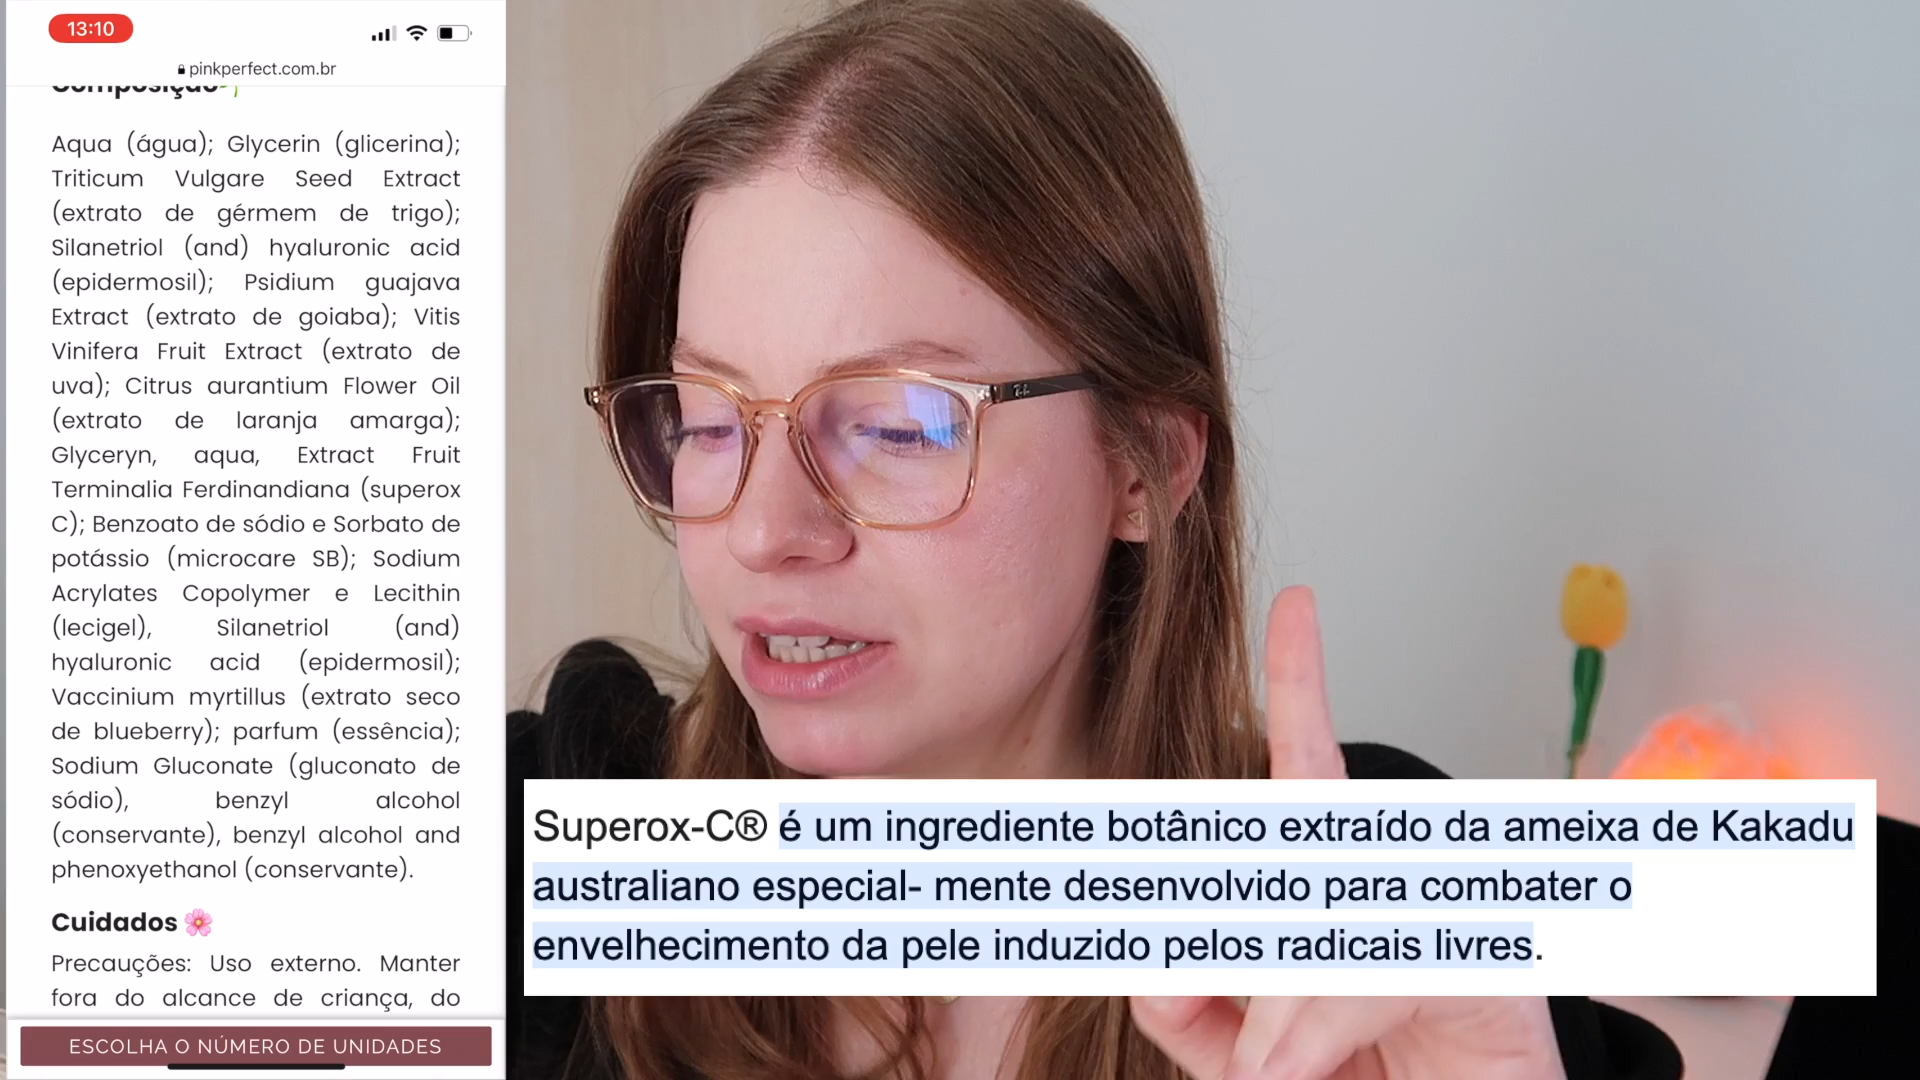 13:10
pinkperfect.com.br
Composição
Aqua (água); Glycerin (glicerina);
Triticum Vulgare Seed Extract
(extrato de gérmem de trigo);
Silanetriol (and) hyaluronic acid
(epidermosil); Psidium guajava
Extract (extrato de goiaba); Vitis
Vinifera Fruit Extract (extrato de
uva); Citrus aurantium Flower Oil
(extrato de laranja amarga);
Glyceryn, aqua, Extract Fruit
Terminalia Ferdinandiana (superox
C); Benzoato de sódio e Sorbato de
potássio (microcare SB); Sodium
Acrylates Copolymer e Lecithin
(lecigel), Silanetriol (and)
hyaluronic acid (epidermosil);
Vaccinium myrtillus (extrato seco
de blueberry); parfum (essência);
Sodium Gluconate (gluconato de
sódio), benzyl alcohol
(conservante), benzyl alcohol and
phenoxyethanol (conservante).
Cuidados 🌸
Precauções: Uso externo. Manter
fora do alcance de criança, do
ESCOLHA O NÚMERO DE UNIDADES
Ray-Ban
Superox-C® é um ingrediente botânico extraído da ameixa de Kakadu
australiano especial- mente desenvolvido para combater o
envelhecimento da pele induzido pelos radicais livres.